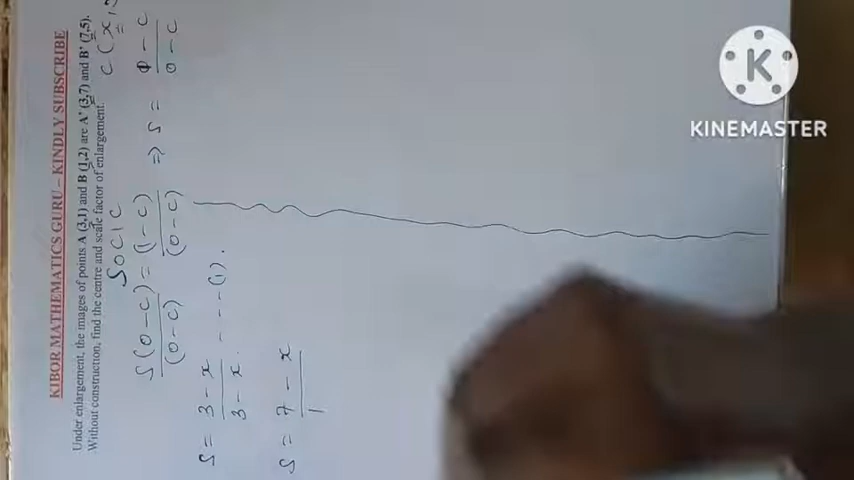 KIBOR MATHEMATICS GURU – KINDLY SUBSCRIBE
Under enlargement, the images of points A (3,1) and B (1,2) are A' (3,7) and B' (7,5).
Without construction, find the centre and scale factor of enlargement.
C (x,
SOCIC
S(O-C) = (I-C) => S = I-C
(O-C) (O-C) O-C
S = 3-x
3-x ---- (i).
S = 7-x
1
KINEMASTER